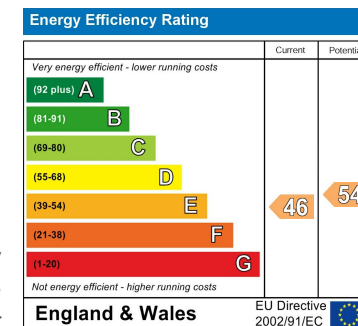 Energy Efficiency Rating
Current Potentia
Very energy efficient - lower running costs
(92 plus) A
(81-91) B
(69-80) C
(55-68) D
(39-54) E
46
54
(21-38) F
(1-20) G
Not energy efficient - higher running costs
England & Wales
EU Directive
2002/91/EC